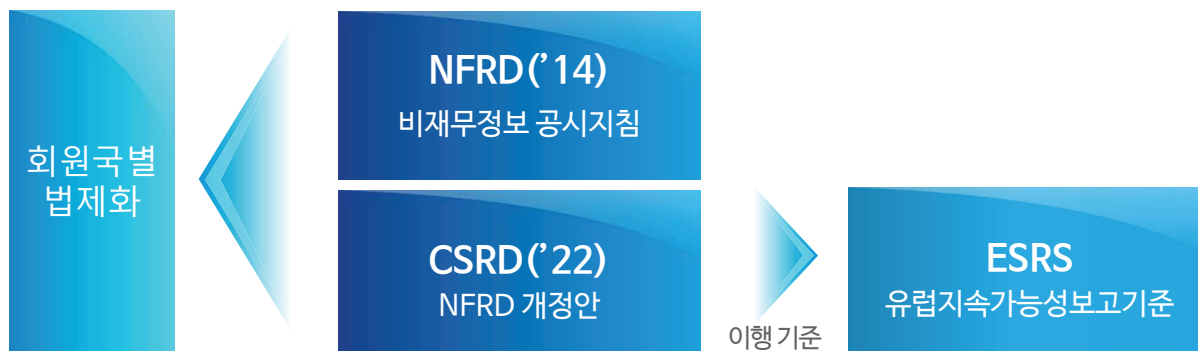 회원국별
법제화
NFRD(’14)
비재무정보 공시지침
CSRD(’22)
NFRD 개정안
이행 기준
ESRS
유럽지속가능성보고기준